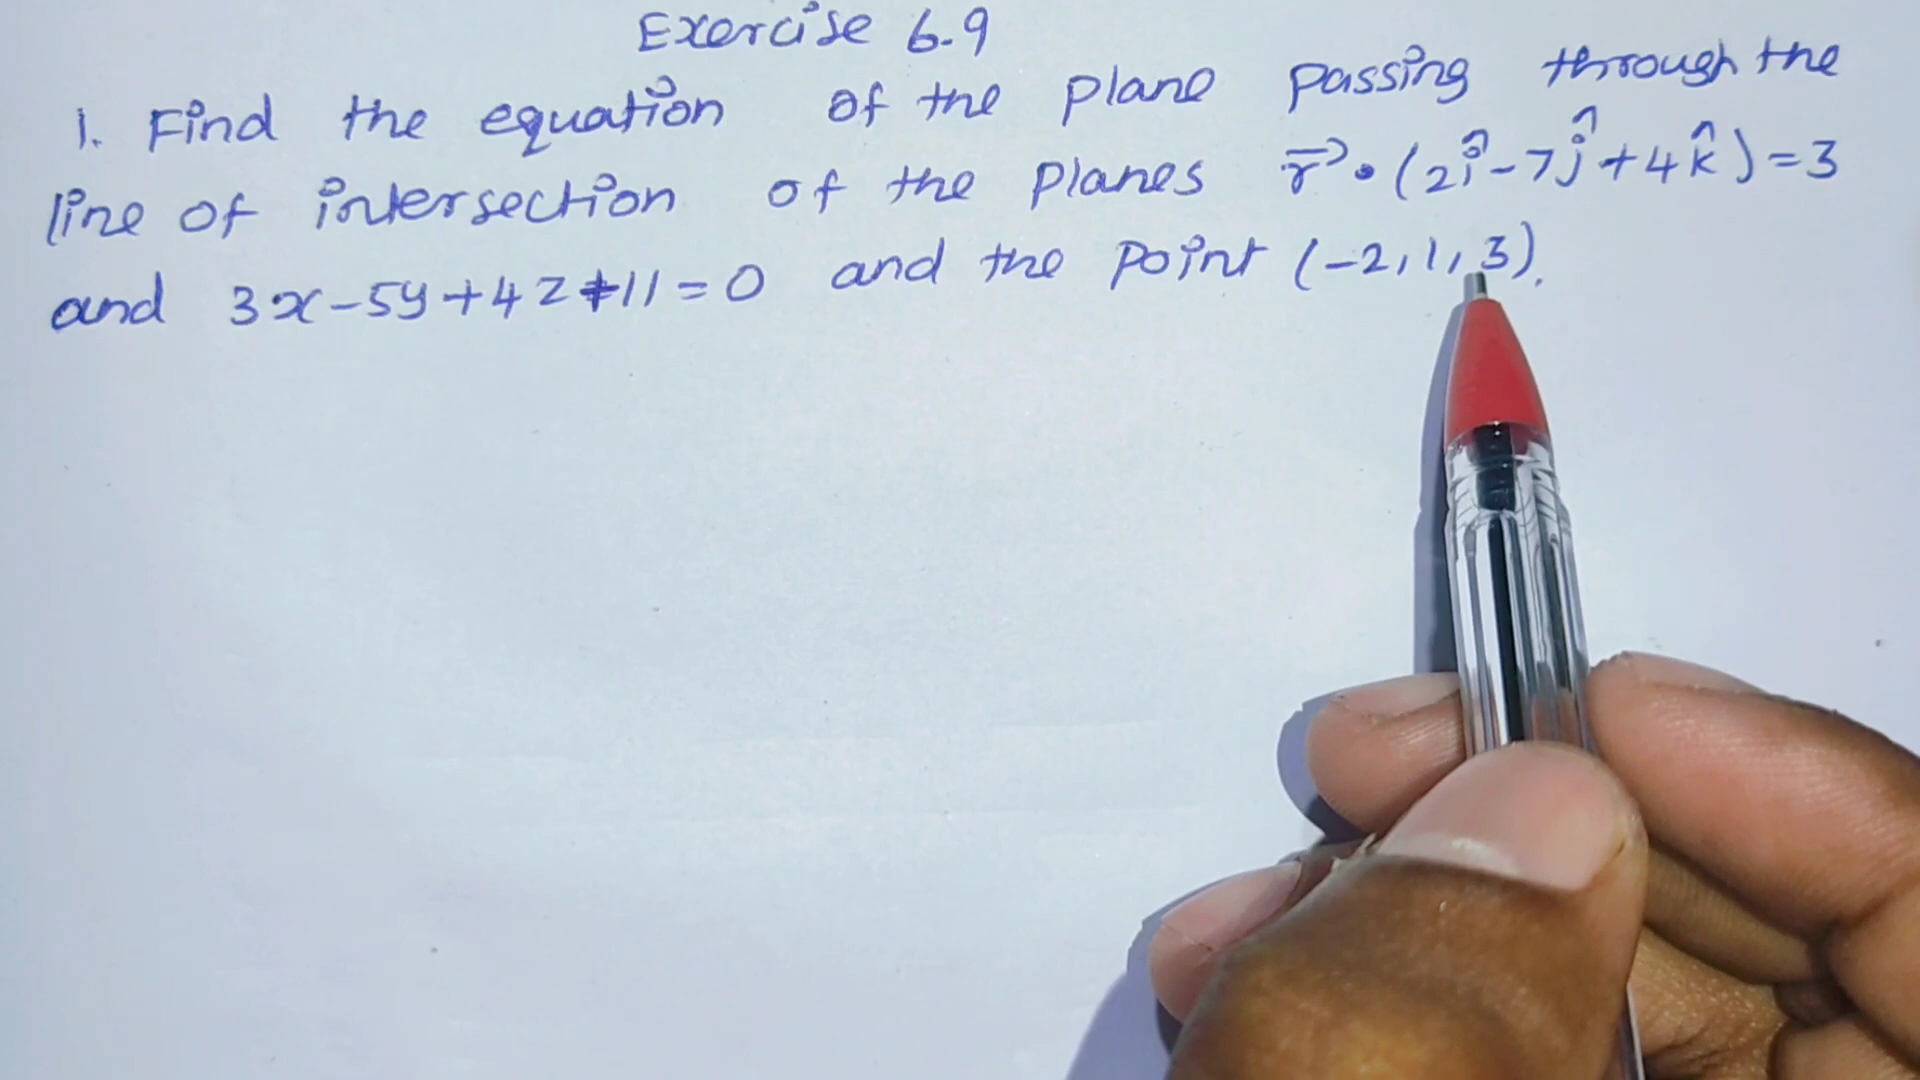 Exercise 6.9
1. Find the equation of the plane passing through the
line of intersection of the planes r⃗ • (2î - 7ĵ + 4k̂) = 3
and 3x - 5y + 4z + 11 = 0 and the point (-2, 1, 3).